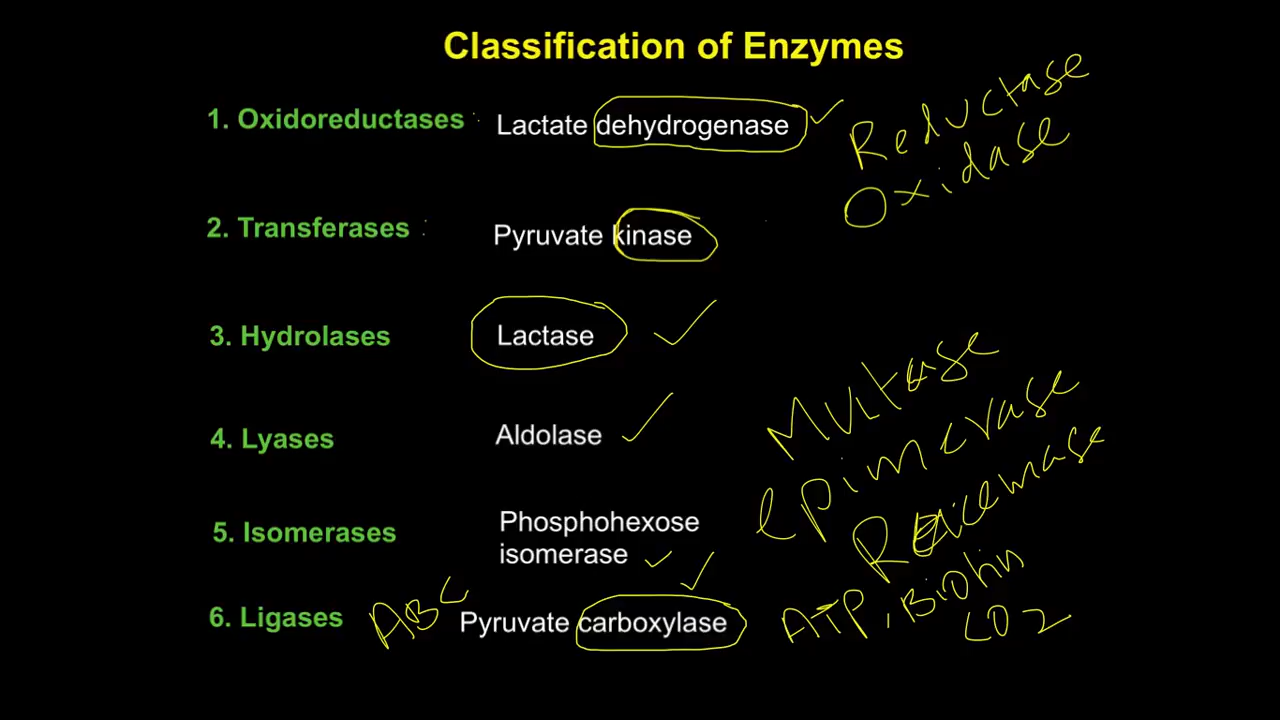 Classification of Enzymes
1. Oxidoreductases : Lactate dehydrogenase
Reductase
Oxidase
2. Transferases : Pyruvate kinase
3. Hydrolases Lactase
4. Lyases Aldolase
Mutase
epimerase
Racemase
5. Isomerases Phosphohexose
isomerase
6. Ligases ABC Pyruvate carboxylase ATP, Biotin
CO2